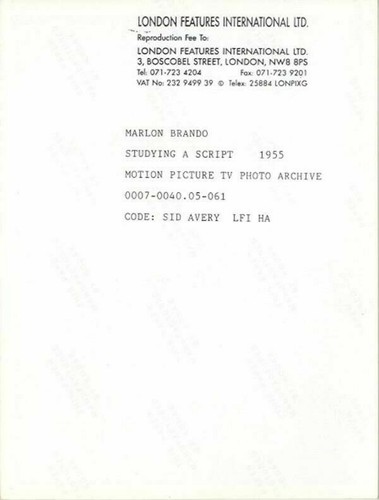 LONDON FEATURES INTERNATIONAL LTD.
Reproduction Fee To:
LONDON FEATURES INTERNATIONAL LTD.
3, BOSCOBEL STREET, LONDON, NW8 8PS
Tel: 071-723 4204 Fax: 071-723 9201
VAT No: 232 9499 39 © Telex: 25884 LONPIXG
MARLON BRANDO
STUDYING A SCRIPT 1955
MOTION PICTURE TV PHOTO ARCHIVE
0007-0040.05-061
CODE: SID AVERY LFI HA